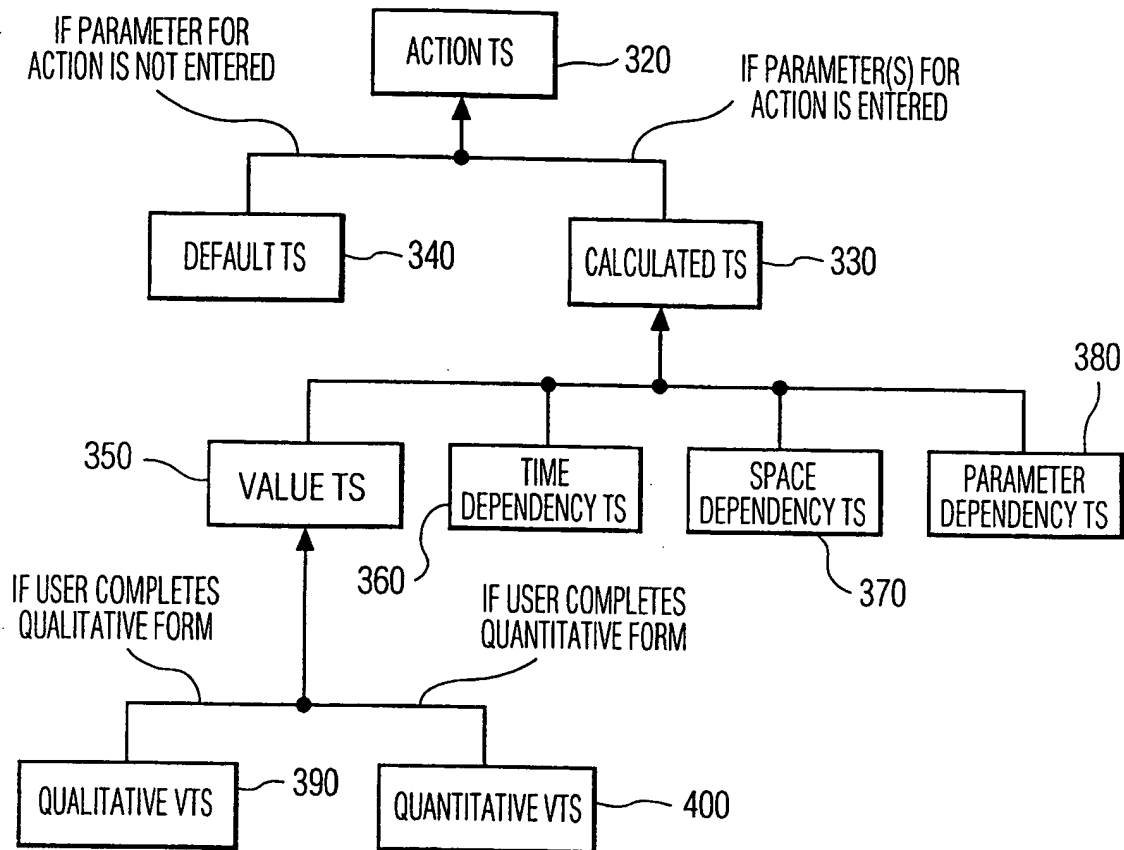 IF PARAMETER FOR
ACTION IS NOT ENTERED
ACTION TS
320
IF PARAMETER(S) FOR
ACTION IS ENTERED
DEFAULT TS
340
CALCULATED TS
330
380
350
VALUE TS
TIME
DEPENDENCY TS
SPACE
DEPENDENCY TS
PARAMETER
DEPENDENCY TS
360
370
IF USER COMPLETES
QUALITATIVE FORM
IF USER COMPLETES
QUANTITATIVE FORM
QUALITATIVE VTS
390
QUANTITATIVE VTS
400